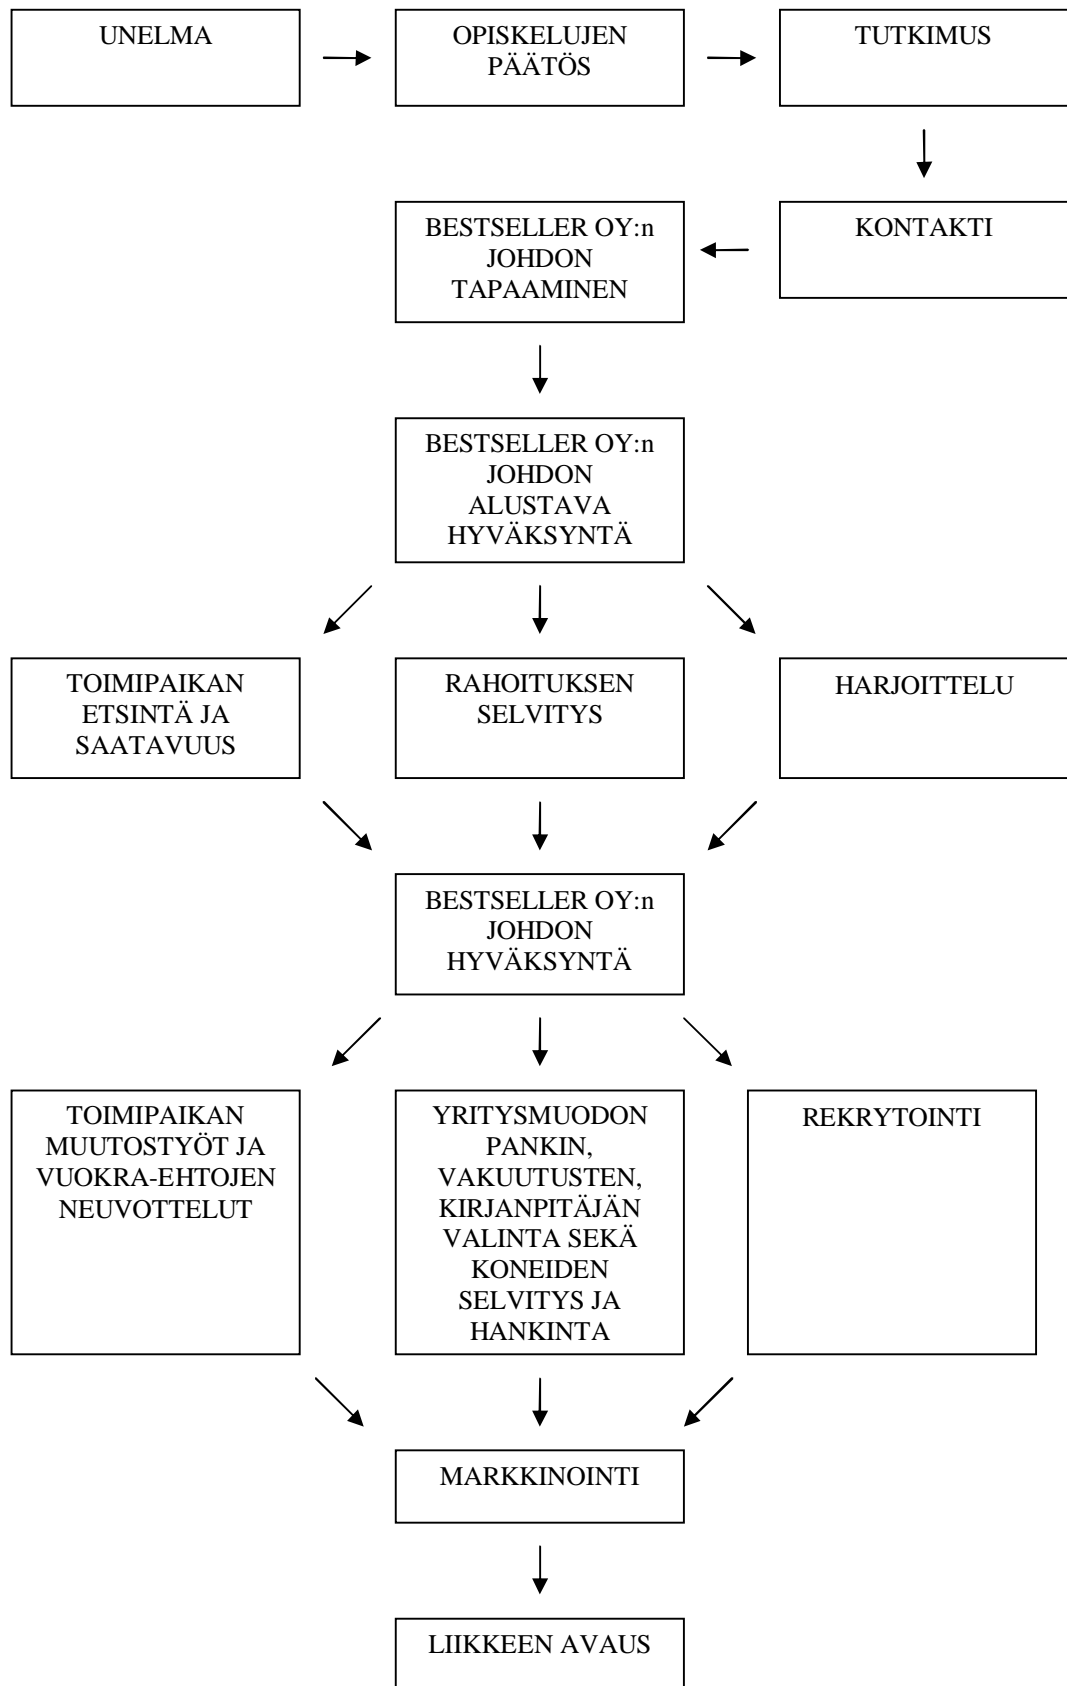 UNELMA
OPISKELUJEN
PÄÄTÖS
TUTKIMUS
BESTSELLER OY:n
JOHDON
TAPAAMINEN
KONTAKTI
BESTSELLER OY:n
JOHDON
ALUSTAVA
HYVÄKSYNTÄ
TOIMIPAIKAN
ETSINTÄ JA
SAATAVUUS
RAHOITUKSEN
SELVITYS
HARJOITTELU
BESTSELLER OY:n
JOHDON
HYVÄKSYNTÄ
TOIMIPAIKAN
MUUTOSTYÖT JA
VUOKRA-EHTOJEN
NEUVOTTELUT
YRITYSMUODON
PANKIN,
VAKUUTUSTEN,
KIRJANPITÄJÄN
VALINTA SEKÄ
KONEIDEN
SELVITYS JA
HANKINTA
REKRYTOINTI
MARKKINOINTI
LIIKKEEN AVAUS